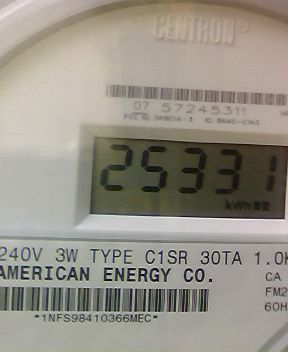 CENTRON®
07 57245311
25331
kWh
240V 3W TYPE C1SR 30TA 1.0K
AMERICAN ENERGY CO.
CA
FM2
60H
*1NFS98410366MEC*